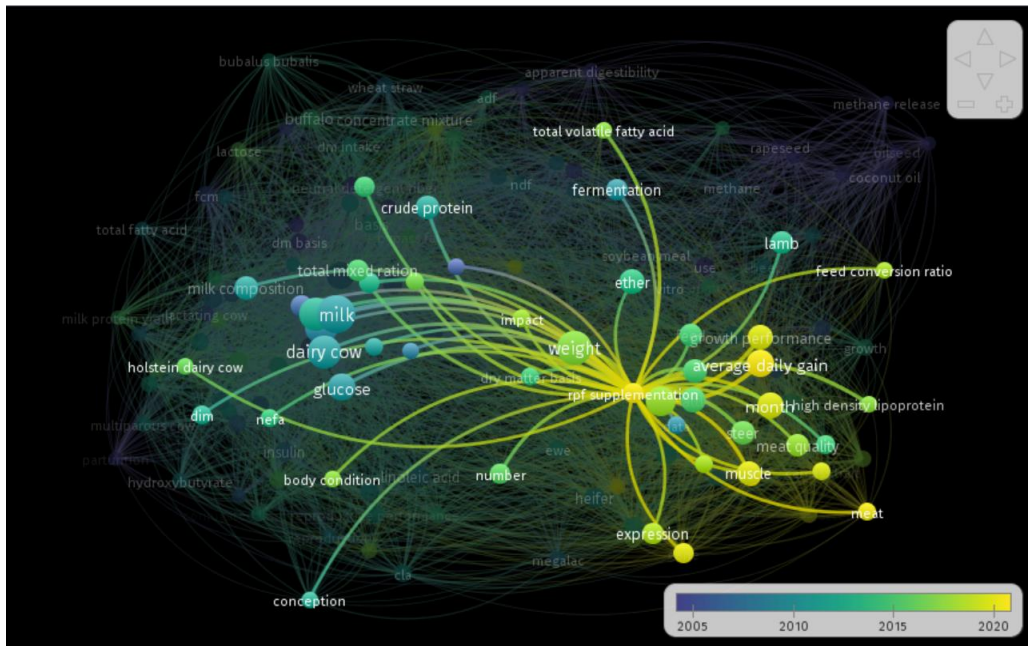 bubalus bubalis
apparent digestibility
wheat straw
adf
methane release
buffalo
concentrate mixture
total volatile fatty acid
dm intake
rapeseed
oilseed
lactose
coconut oil
ndf
fermentation
methane
fcm
crude protein
total fatty acid
dm basis
lamb
soybean meal
use
total mixed ration
feed conversion ratio
ether
vitro
milk composition
milk
impact
milk protein yield
lactating cow
growth performance
weight
growth
dairy cow
average daily gain
holstein dairy cow
dry matter basis
glucose
rpf supplementation
month
high density lipoprotein
dim
nefa
fat
multiparous cow
steer
meat quality
insulin
ewe
parturition
number
muscle
body condition
linoleic acid
hydroxybutyrate
heifer
meat
expression
megalac
cla
conception
2005
2010
2015
2020